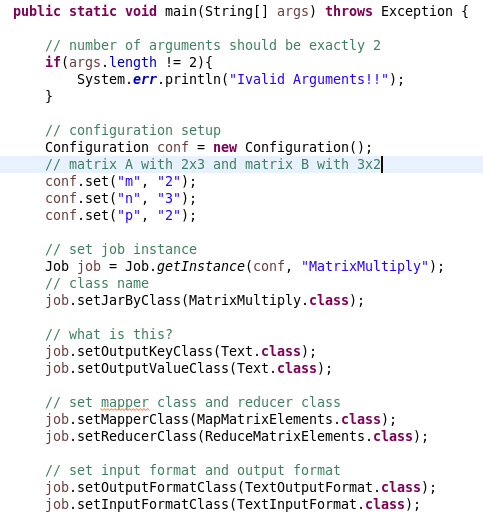 public static void main(String[] args) throws Exception {
// number of arguments should be exactly 2
if(args.length != 2){
System.err.println("Ivalid Arguments!!");
}
// configuration setup
Configuration conf = new Configuration();
// matrix A with 2x3 and matrix B with 3x2
conf.set("m", "2");
conf.set("n", "3");
conf.set("p", "2");
// set job instance
Job job = Job.getInstance(conf, "MatrixMultiply");
// class name
job.setJarByClass(MatrixMultiply.class);
// what is this?
job.setOutputKeyClass(Text.class);
job.setOutputValueClass(Text.class);
// set mapper class and reducer class
job.setMapperClass(MapMatrixElements.class);
job.setReducerClass(ReduceMatrixElements.class);
// set input format and output format
job.setOutputFormatClass(TextOutputFormat.class);
job.setInputFormatClass(TextInputFormat.class);